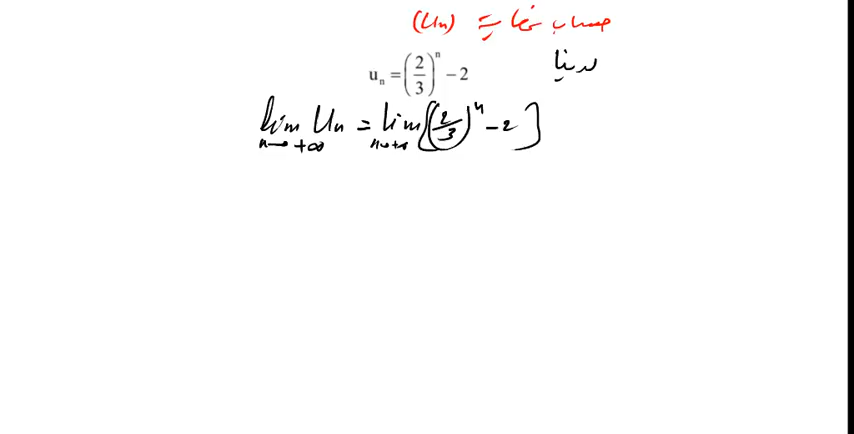 حساب نهاية (Un)
لدينا
uₙ = (2/3)ⁿ − 2
lim Un = lim [(2/3)ⁿ − 2]
n→+∞ n→+∞